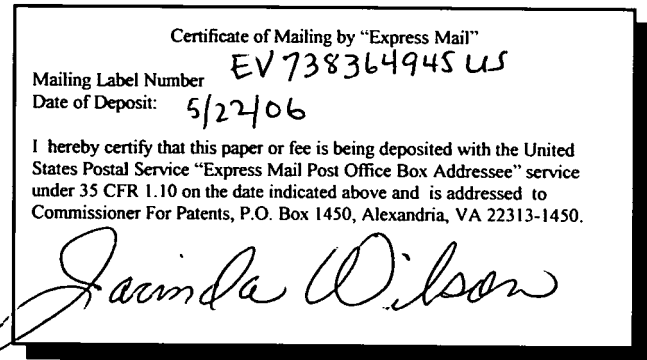 Certificate of Mailing by “Express Mail”
Mailing Label Number EV738364945US
Date of Deposit: 5/22/06
I hereby certify that this paper or fee is being deposited with the United
States Postal Service “Express Mail Post Office Box Addressee” service
under 35 CFR 1.10 on the date indicated above and is addressed to
Commissioner For Patents, P.O. Box 1450, Alexandria, VA 22313-1450.
Wilson